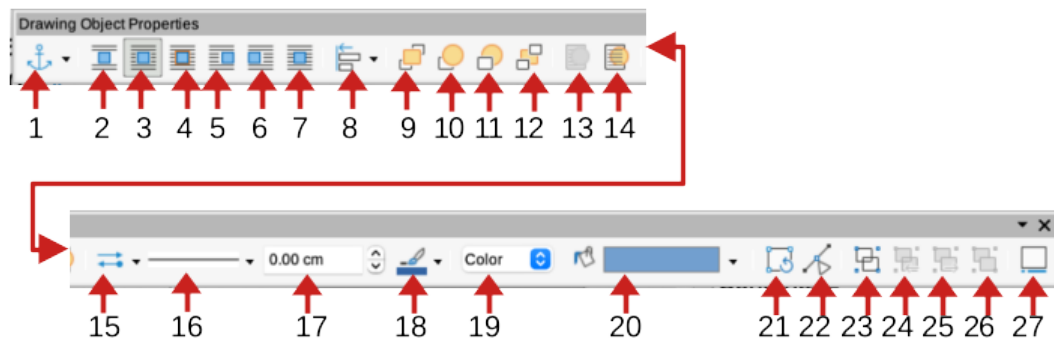 Drawing Object Properties
1 2 3 4 5 6 7 8 9 10 11 12 13 14
0.00 cm Color
15 16 17 18 19 20 21 22 23 24 25 26 27